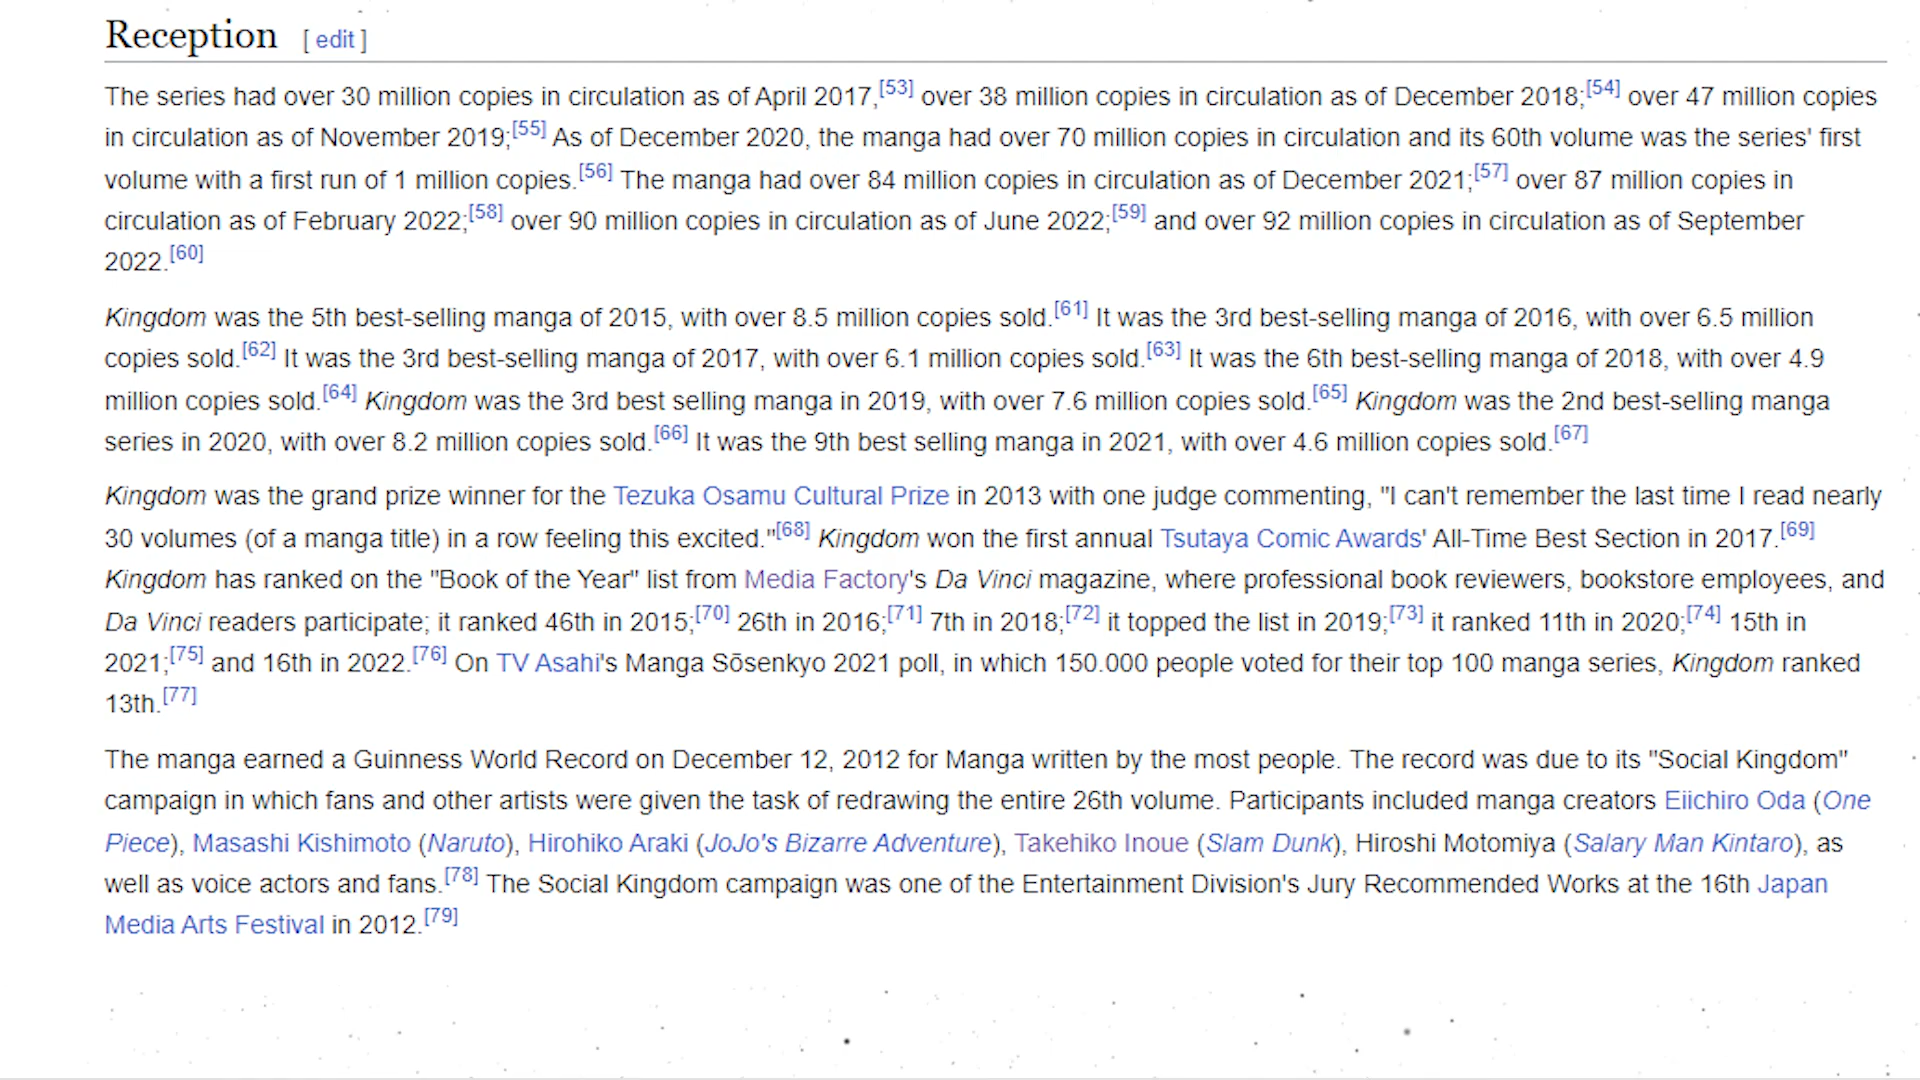 Reception [ edit ]
The series had over 30 million copies in circulation as of April 2017,[53] over 38 million copies in circulation as of December 2018;[54] over 47 million copies
in circulation as of November 2019;[55] As of December 2020, the manga had over 70 million copies in circulation and its 60th volume was the series' first
volume with a first run of 1 million copies.[56] The manga had over 84 million copies in circulation as of December 2021;[57] over 87 million copies in
circulation as of February 2022;[58] over 90 million copies in circulation as of June 2022;[59] and over 92 million copies in circulation as of September
2022.[60]
Kingdom was the 5th best-selling manga of 2015, with over 8.5 million copies sold.[61] It was the 3rd best-selling manga of 2016, with over 6.5 million
copies sold.[62] It was the 3rd best-selling manga of 2017, with over 6.1 million copies sold.[63] It was the 6th best-selling manga of 2018, with over 4.9
million copies sold.[64] Kingdom was the 3rd best selling manga in 2019, with over 7.6 million copies sold.[65] Kingdom was the 2nd best-selling manga
series in 2020, with over 8.2 million copies sold.[66] It was the 9th best selling manga in 2021, with over 4.6 million copies sold.[67]
Kingdom was the grand prize winner for the Tezuka Osamu Cultural Prize in 2013 with one judge commenting, "I can't remember the last time I read nearly
30 volumes (of a manga title) in a row feeling this excited."[68] Kingdom won the first annual Tsutaya Comic Awards' All-Time Best Section in 2017.[69]
Kingdom has ranked on the "Book of the Year" list from Media Factory's Da Vinci magazine, where professional book reviewers, bookstore employees, and
Da Vinci readers participate; it ranked 46th in 2015;[70] 26th in 2016;[71] 7th in 2018;[72] it topped the list in 2019;[73] it ranked 11th in 2020;[74] 15th in
2021;[75] and 16th in 2022.[76] On TV Asahi's Manga Sōsenkyo 2021 poll, in which 150.000 people voted for their top 100 manga series, Kingdom ranked
13th.[77]
The manga earned a Guinness World Record on December 12, 2012 for Manga written by the most people. The record was due to its "Social Kingdom"
campaign in which fans and other artists were given the task of redrawing the entire 26th volume. Participants included manga creators Eiichiro Oda (One
Piece), Masashi Kishimoto (Naruto), Hirohiko Araki (JoJo's Bizarre Adventure), Takehiko Inoue (Slam Dunk), Hiroshi Motomiya (Salary Man Kintaro), as
well as voice actors and fans.[78] The Social Kingdom campaign was one of the Entertainment Division's Jury Recommended Works at the 16th Japan
Media Arts Festival in 2012.[79]